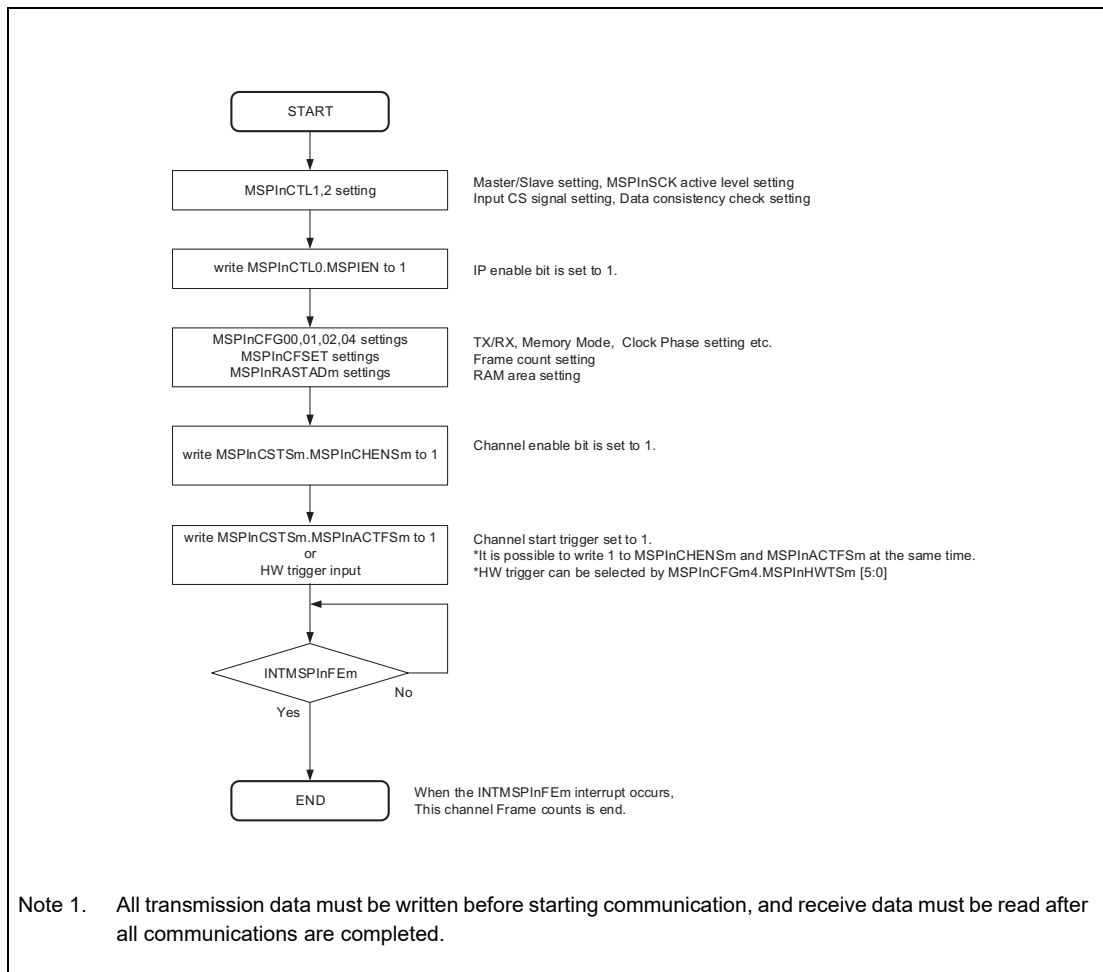 START
MSPInCTL1,2 setting
Master/Slave setting, MSPInSCK active level setting
Input CS signal setting, Data consistency check setting
write MSPInCTL0.MSPIEN to 1
IP enable bit is set to 1.
MSPInCFG00,01,02,04 settings
MSPInCFSET settings
MSPInRASTADm settings
TX/RX, Memory Mode, Clock Phase setting etc.
Frame count setting
RAM area setting
write MSPInCSTSm.MSPInCHENSm to 1
Channel enable bit is set to 1.
write MSPInCSTSm.MSPInACTFSm to 1
or
HW trigger input
Channel start trigger set to 1.
*It is possible to write 1 to MSPInCHENSm and MSPInACTFSm at the same time.
*HW trigger can be selected by MSPInCFGm4.MSPInHWTSm [5:0]
INTMSPInFEm
No
Yes
END
When the INTMSPInFEm interrupt occurs,
This channel Frame counts is end.
Note 1. All transmission data must be written before starting communication, and receive data must be read after
all communications are completed.